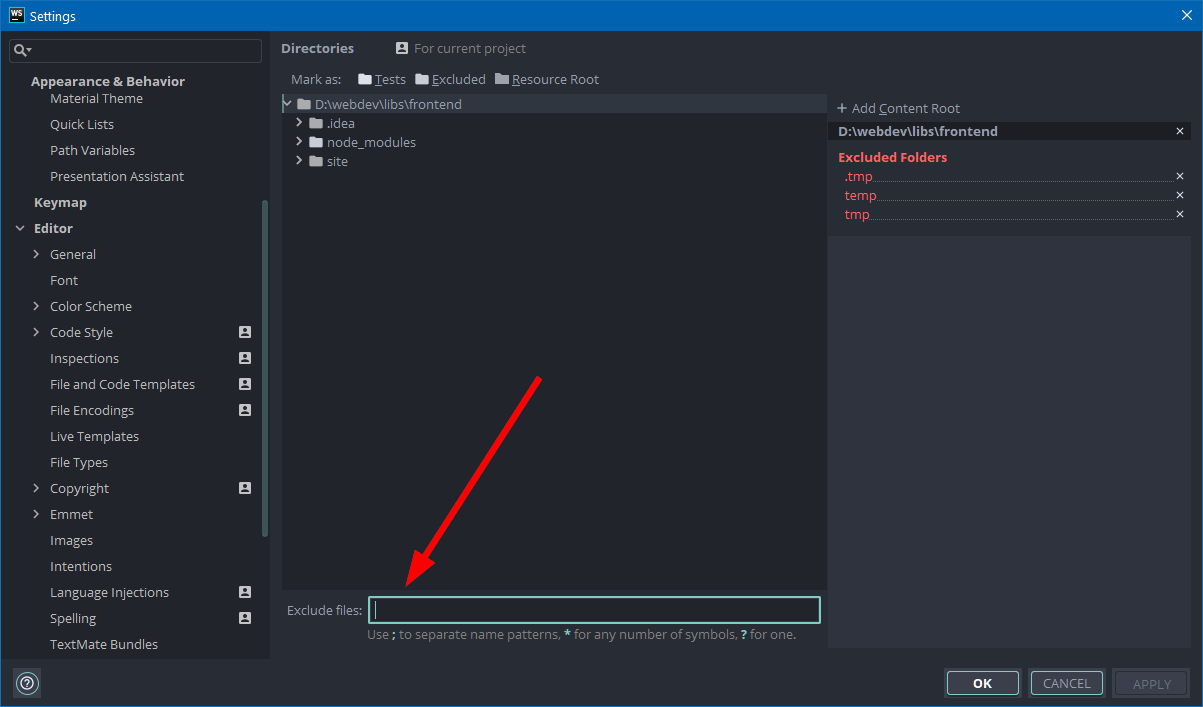 WS Settings
Appearance & Behavior
Material Theme
Quick Lists
Path Variables
Presentation Assistant
Keymap
Editor
General
Font
Color Scheme
Code Style
Inspections
File and Code Templates
File Encodings
Live Templates
File Types
Copyright
Emmet
Images
Intentions
Language Injections
Spelling
TextMate Bundles
Directories For current project
Mark as: Tests Excluded Resource Root
D:\webdev\libs\frontend
.idea
node_modules
site
Exclude files:
Use ; to separate name patterns, * for any number of symbols, ? for one.
+ Add Content Root
D:\webdev\libs\frontend
Excluded Folders
.tmp
temp
tmp
OK CANCEL APPLY